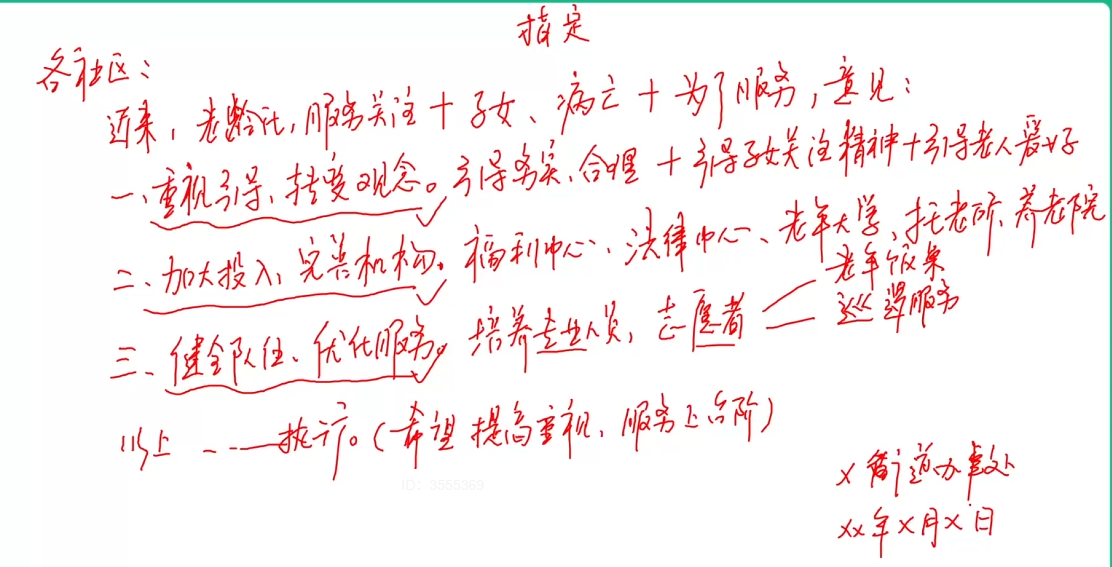 指定
各社区：
近来，老龄化，服务关注＋子女、病亡＋为了服务，意见：
一、重视引导、转变观念。引导务实、合理＋引导子女关注精神＋引导老人爱好
二、加大投入、完善机构。福利中心、法律中心、老年大学、托老所、养老院
老年饭桌
三、健全队伍、优化服务。培养专业人员，志愿者
巡逻服务
以上……执行。（希望提高重视、服务上台阶）
ID：3555369
X街道办事处
XX年X月X日